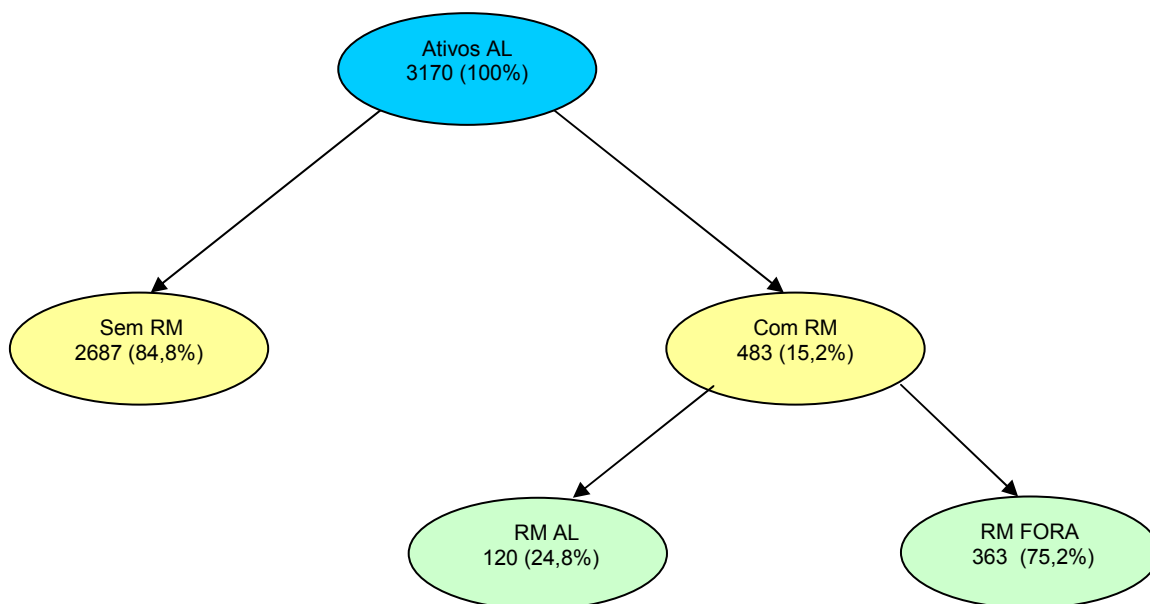 Ativos AL
3170 (100%)
Sem RM
2687 (84,8%)
Com RM
483 (15,2%)
RM AL
120 (24,8%)
RM FORA
363 (75,2%)